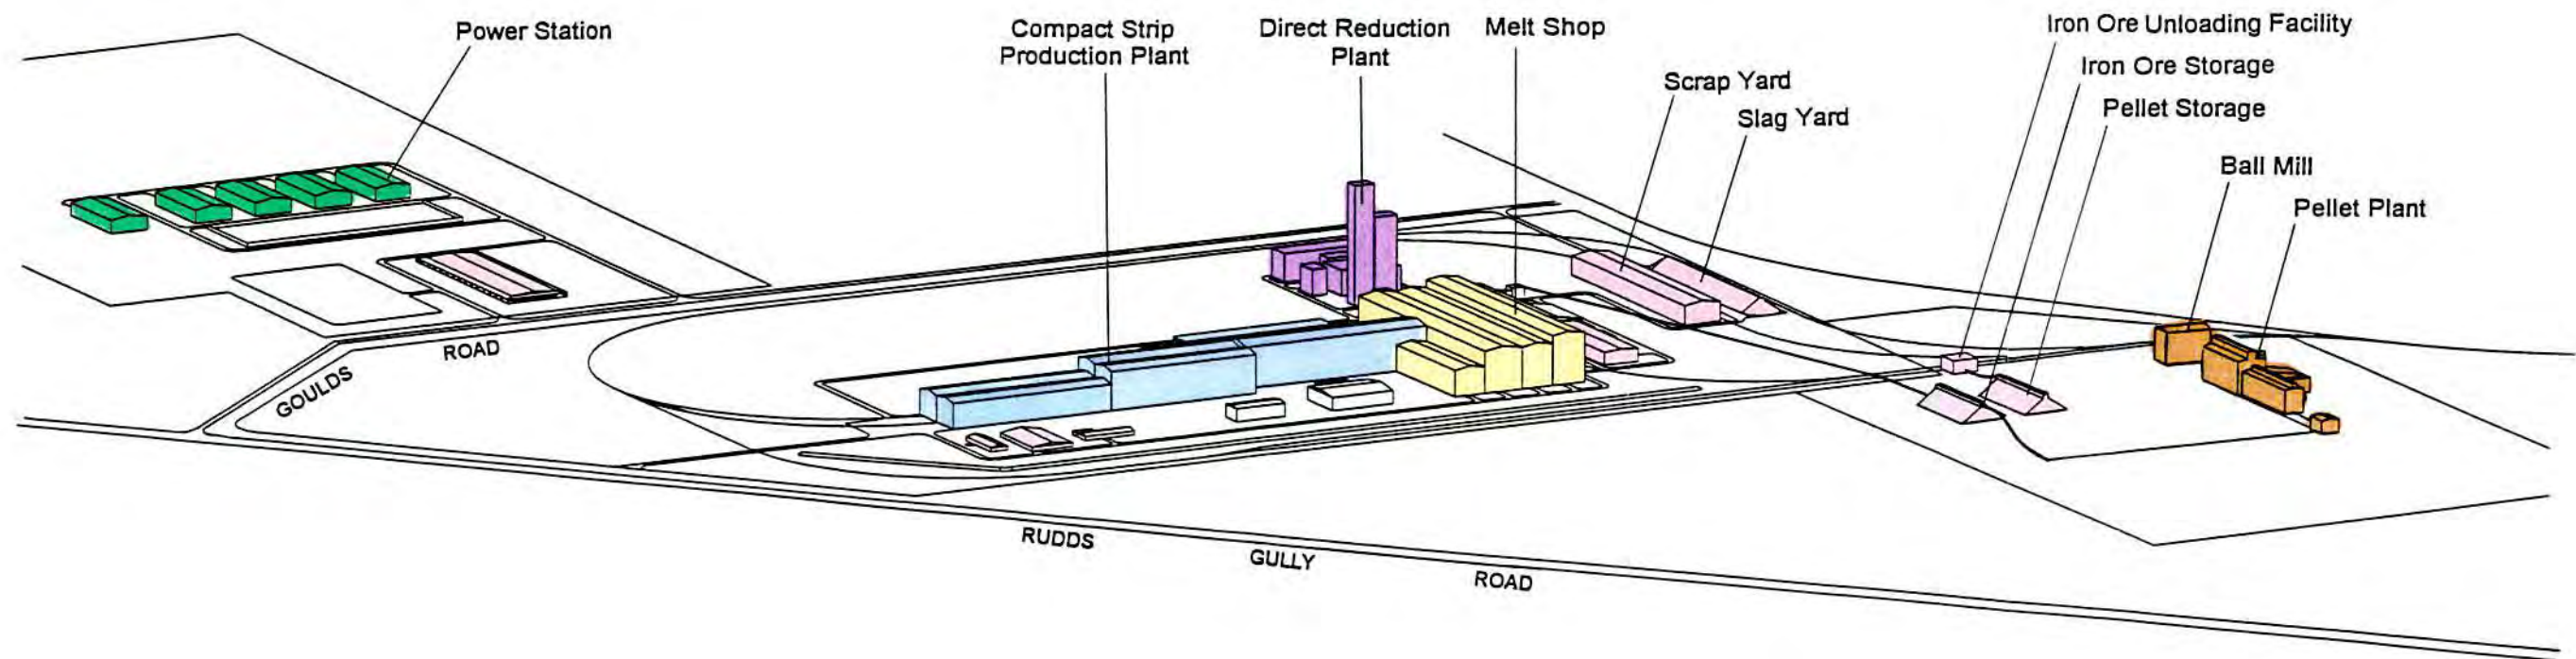 Power Station
Compact Strip
Production Plant
Direct Reduction
Plant
Melt Shop
Scrap Yard
Slag Yard
Iron Ore Unloading Facility
Iron Ore Storage
Pellet Storage
Ball Mill
Pellet Plant
GOULDS ROAD
RUDDS GULLY ROAD